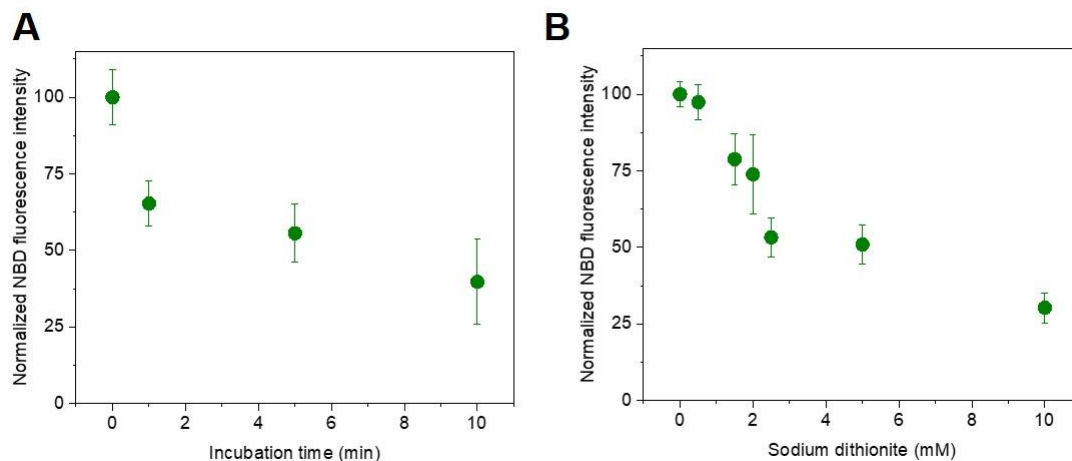 A
Normalized NBD fluorescence intensity
100
75
50
25
0
0 2 4 6 8 10
Incubation time (min)
B
Normalized NBD fluorescence intensity
100
75
50
25
0
0 2 4 6 8 10
Sodium dithionite (mM)